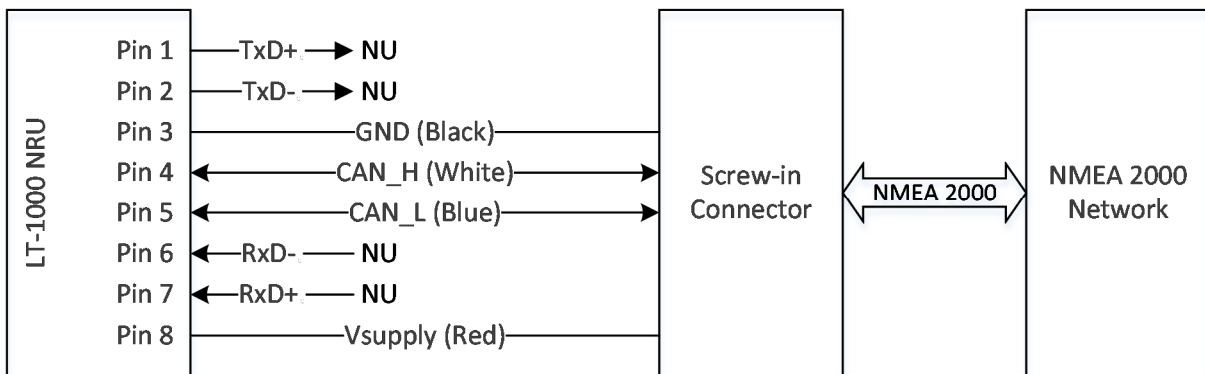 LT-1000 NRU
Pin 1 TxD+ NU
Pin 2 TxD- NU
Pin 3 GND (Black)
Pin 4 CAN_H (White)
Pin 5 CAN_L (Blue)
Pin 6 RxD- NU
Pin 7 RxD+ NU
Pin 8 Vsupply (Red)
Screw-in
Connector
NMEA 2000
NMEA 2000
Network